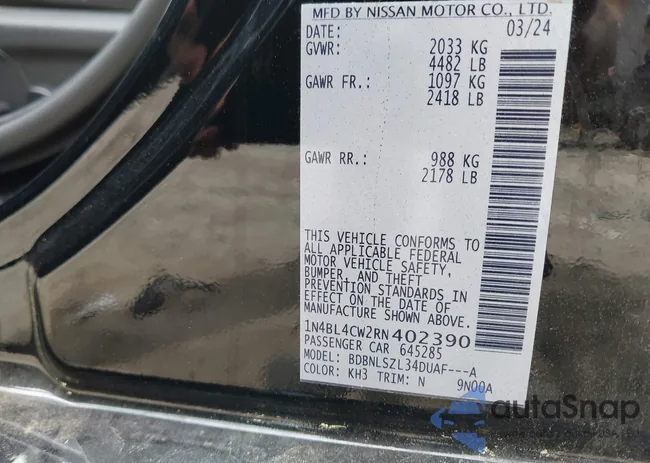 MFD BY NISSAN MOTOR CO., LTD.
DATE: 03/24
GVWR: 2033 KG
4482 LB
GAWR FR.: 1097 KG
2418 LB
GAWR RR.: 988 KG
2178 LB
THIS VEHICLE CONFORMS TO
ALL APPLICABLE FEDERAL
MOTOR VEHICLE SAFETY,
BUMPER, AND THEFT
PREVENTION STANDARDS IN
EFFECT ON THE DATE OF
MANUFACTURE SHOWN ABOVE.
1N4BL4CW2RN402390
PASSENGER CAR 645285
MODEL: BDBNLSZL34DUAF---A
COLOR: KH3 TRIM: N 9N00A
autoSnap